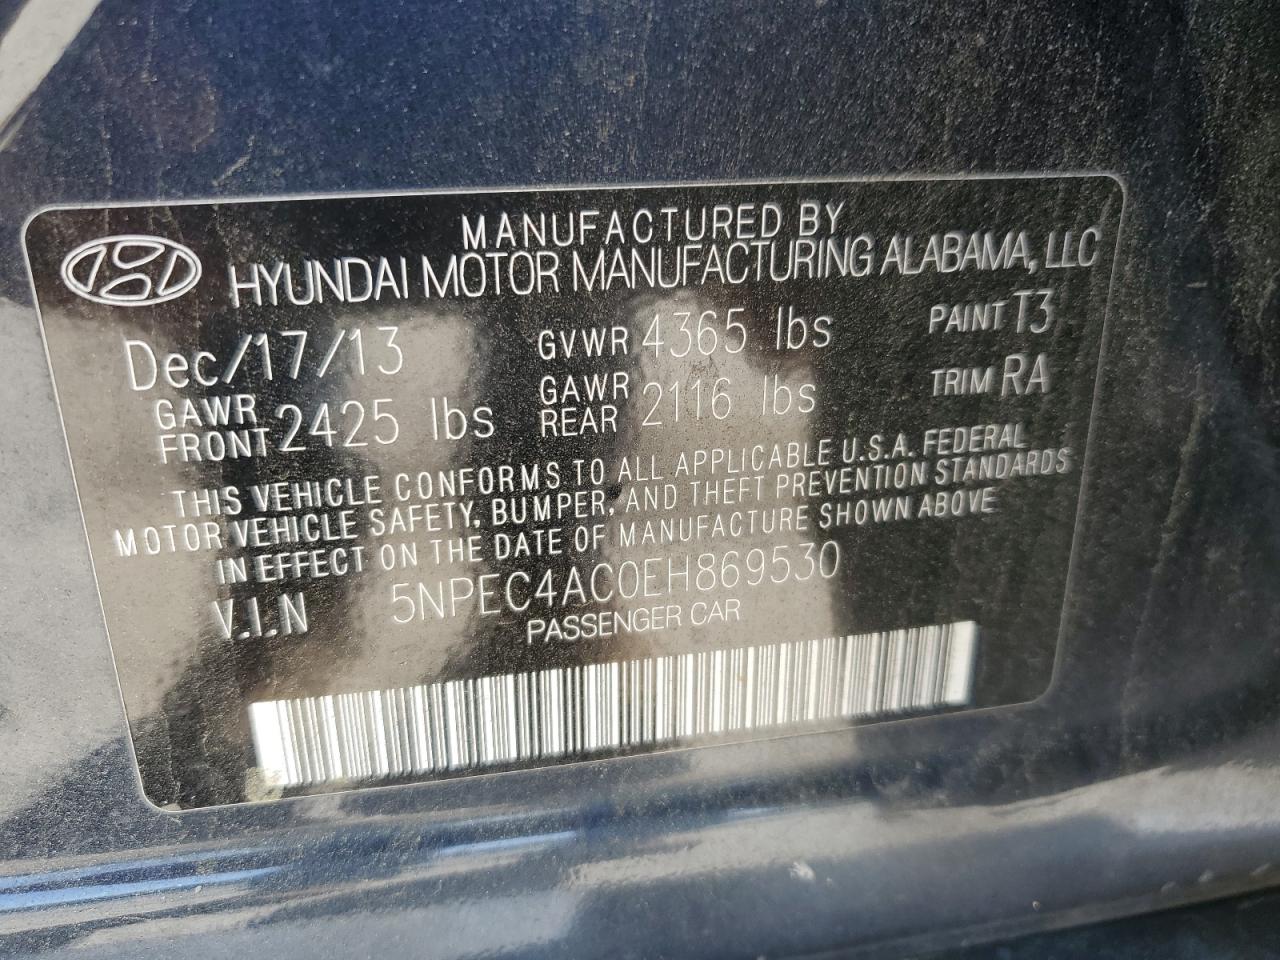 MANUFACTURED BY
HYUNDAI MOTOR MANUFACTURING ALABAMA, LLC
Dec/17/13 GVWR 4365 lbs PAINT T3
GAWR FRONT 2425 lbs GAWR REAR 2116 lbs TRIM RA
THIS VEHICLE CONFORMS TO ALL APPLICABLE U.S.A. FEDERAL
MOTOR VEHICLE SAFETY, BUMPER, AND THEFT PREVENTION STANDARDS
IN EFFECT ON THE DATE OF MANUFACTURE SHOWN ABOVE
V.I.N 5NPEC4AC0EH869530
PASSENGER CAR